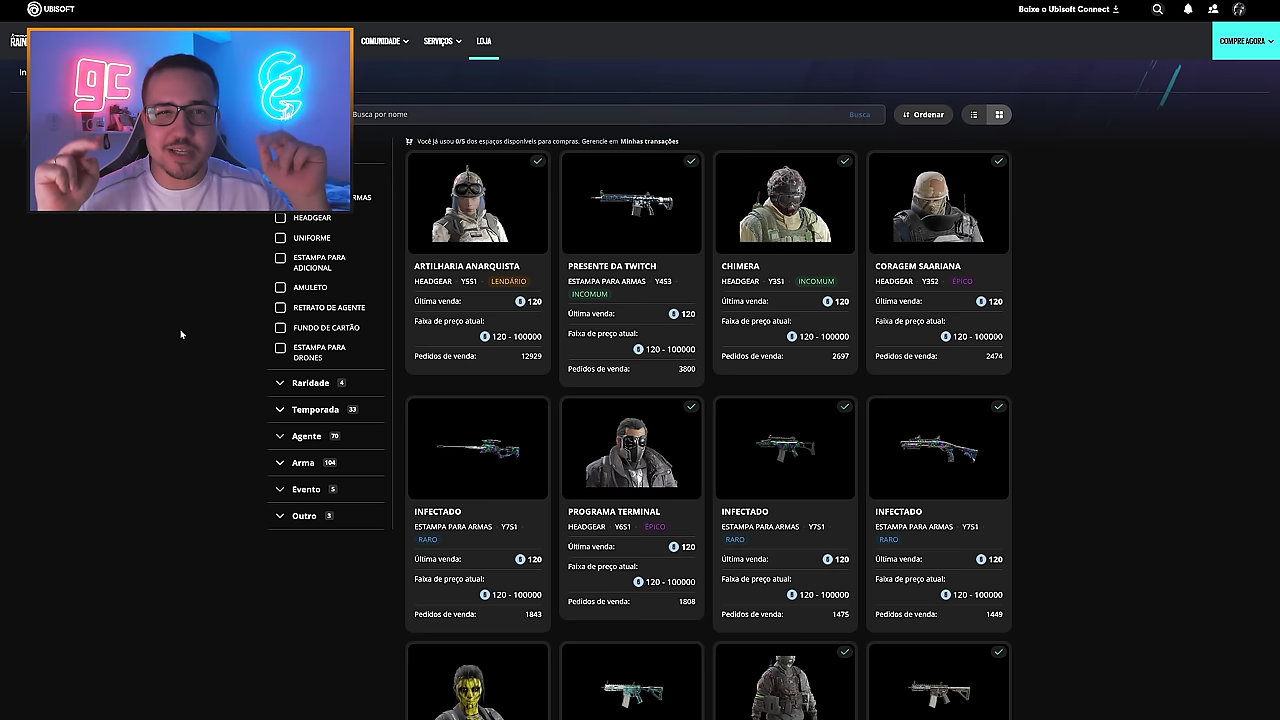 UBISOFT
Baixe o Ubisoft Connect
COMUNIDADE
SERVIÇOS
LOJA
COMPRE AGORA
gc
Busca por nome
Busca
Ordenar
Você já usou 0/5 dos espaços disponíveis para compras. Gerencie em Minhas transações
HEADGEAR
UNIFORME
ESTAMPA PARA
ADICIONAL
AMULETO
RETRATO DE AGENTE
FUNDO DE CARTÃO
ESTAMPA PARA
DRONES
Raridade 4
Temporada 33
Agente 70
Arma 104
Evento 5
Outro 3
ARTILHARIA ANARQUISTA
HEADGEAR · Y5S1 · LENDÁRIO
Última venda: 120
Faixa de preço atual:
120 - 100000
Pedidos de venda: 12929
PRESENTE DA TWITCH
ESTAMPA PARA ARMAS · Y4S3 ·
INCOMUM
Última venda: 120
Faixa de preço atual:
120 - 100000
Pedidos de venda: 3800
CHIMERA
HEADGEAR · Y3S1 · INCOMUM
Última venda: 120
Faixa de preço atual:
120 - 100000
Pedidos de venda: 2697
CORAGEM SAARIANA
HEADGEAR · Y3S2 · ÉPICO
Última venda: 120
Faixa de preço atual:
120 - 100000
Pedidos de venda: 2474
INFECTADO
ESTAMPA PARA ARMAS · Y7S1 ·
RARO
Última venda: 120
Faixa de preço atual:
120 - 100000
Pedidos de venda: 1843
PROGRAMA TERMINAL
HEADGEAR · Y6S1 · ÉPICO
Última venda: 120
Faixa de preço atual:
120 - 100000
Pedidos de venda: 1808
INFECTADO
ESTAMPA PARA ARMAS · Y7S1 ·
RARO
Última venda: 120
Faixa de preço atual:
120 - 100000
Pedidos de venda: 1475
INFECTADO
ESTAMPA PARA ARMAS · Y7S1 ·
RARO
Última venda: 120
Faixa de preço atual:
120 - 100000
Pedidos de venda: 1449